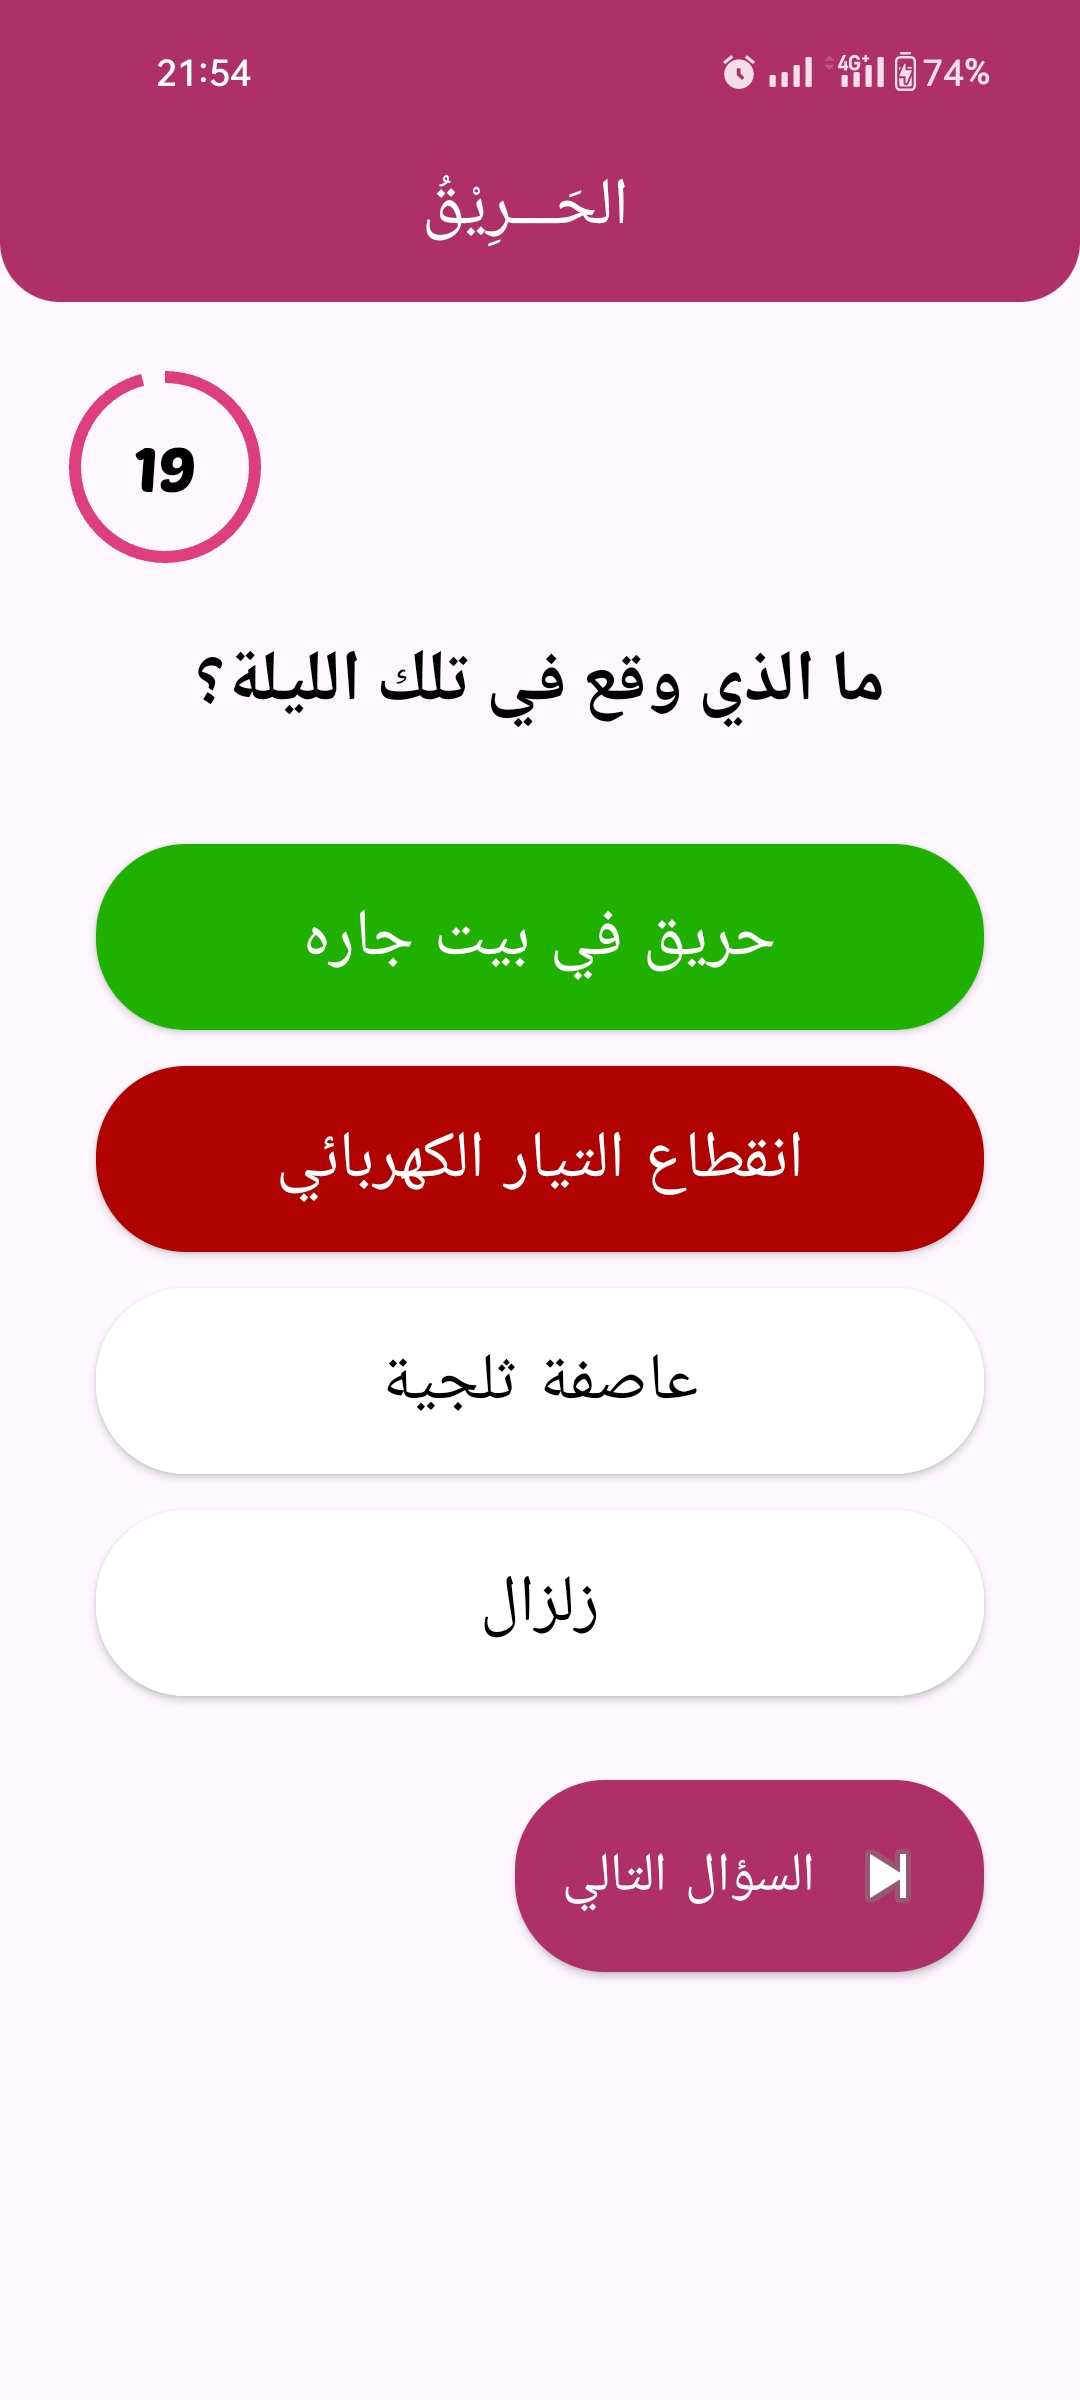 21:54 4G+ 74%
الحَـــرِيْقُ
19
ما الذي وقع في تلك الليلة؟
حريق في بيت جاره
انقطاع التيار الكهربائي
عاصفة ثلجية
زلزال
السؤال التالي